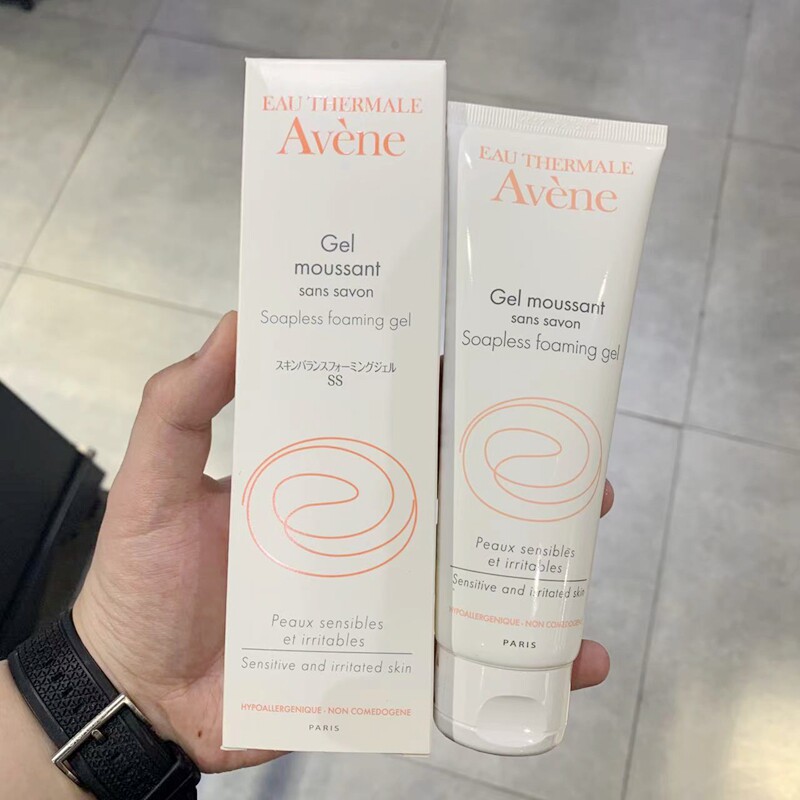 EAU THERMALE
Avène
Gel
moussant
sans savon
Soapless foaming gel
スキンバランスフォーミングジェル
SS
Peaux sensibles
et irritables
Sensitive and irritated skin
HYPOALLERGENIQUE - NON COMEDOGENE
PARIS
EAU THERMALE
Avène
Gel moussant
sans savon
Soapless foaming gel
Peaux sensibles
et irritables
Sensitive and irritated skin
HYPOALLERGENIQUE - NON COMEDOGENE
PARIS